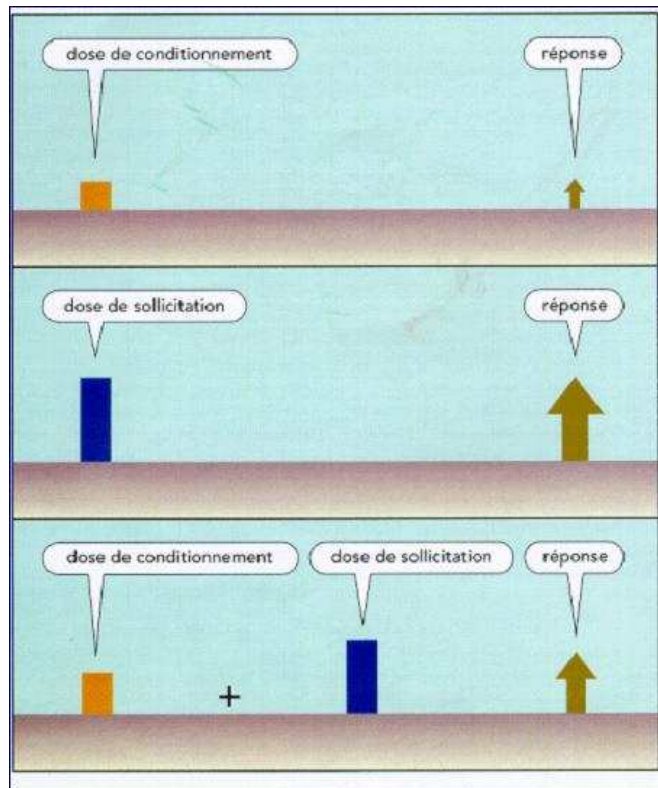 dose de conditionnement
réponse
dose de sollicitation
réponse
dose de conditionnement
dose de sollicitation
réponse
+